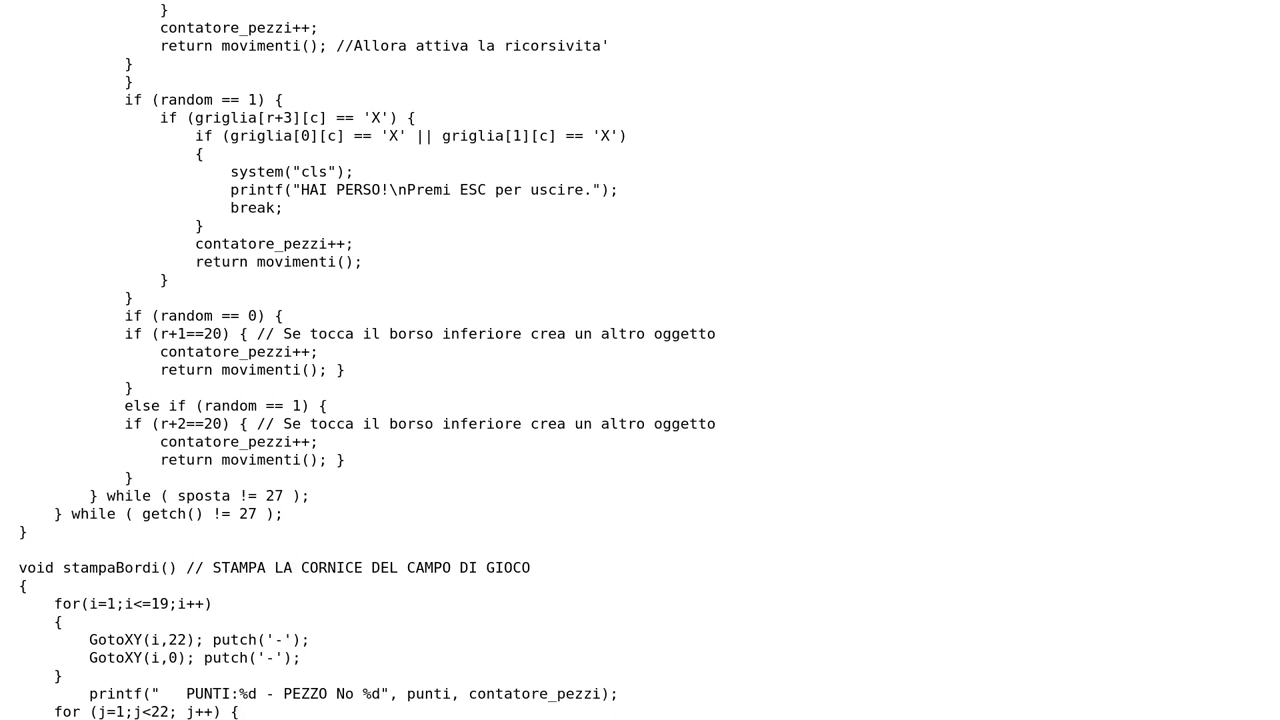 }
                contatore_pezzi++;
                return movimenti(); //Allora attiva la ricorsivita'
            }
            }
            if (random == 1) {
                if (griglia[r+3][c] == 'X') {
                    if (griglia[0][c] == 'X' || griglia[1][c] == 'X')
                    {
                        system("cls");
                        printf("HAI PERSO!\nPremi ESC per uscire.");
                        break;
                    }
                    contatore_pezzi++;
                    return movimenti();
                }
            }
            if (random == 0) {
            if (r+1==20) { // Se tocca il borso inferiore crea un altro oggetto
                contatore_pezzi++;
                return movimenti(); }
            }
            else if (random == 1) {
            if (r+2==20) { // Se tocca il borso inferiore crea un altro oggetto
                contatore_pezzi++;
                return movimenti(); }
            }
        } while ( sposta != 27 );
    } while ( getch() != 27 );
}

void stampaBordi() // STAMPA LA CORNICE DEL CAMPO DI GIOCO
{
    for(i=1;i<=19;i++)
    {
        GotoXY(i,22); putch('-');
        GotoXY(i,0); putch('-');
    }
        printf("   PUNTI:%d - PEZZO No %d", punti, contatore_pezzi);
    for (j=1;j<22; j++) {